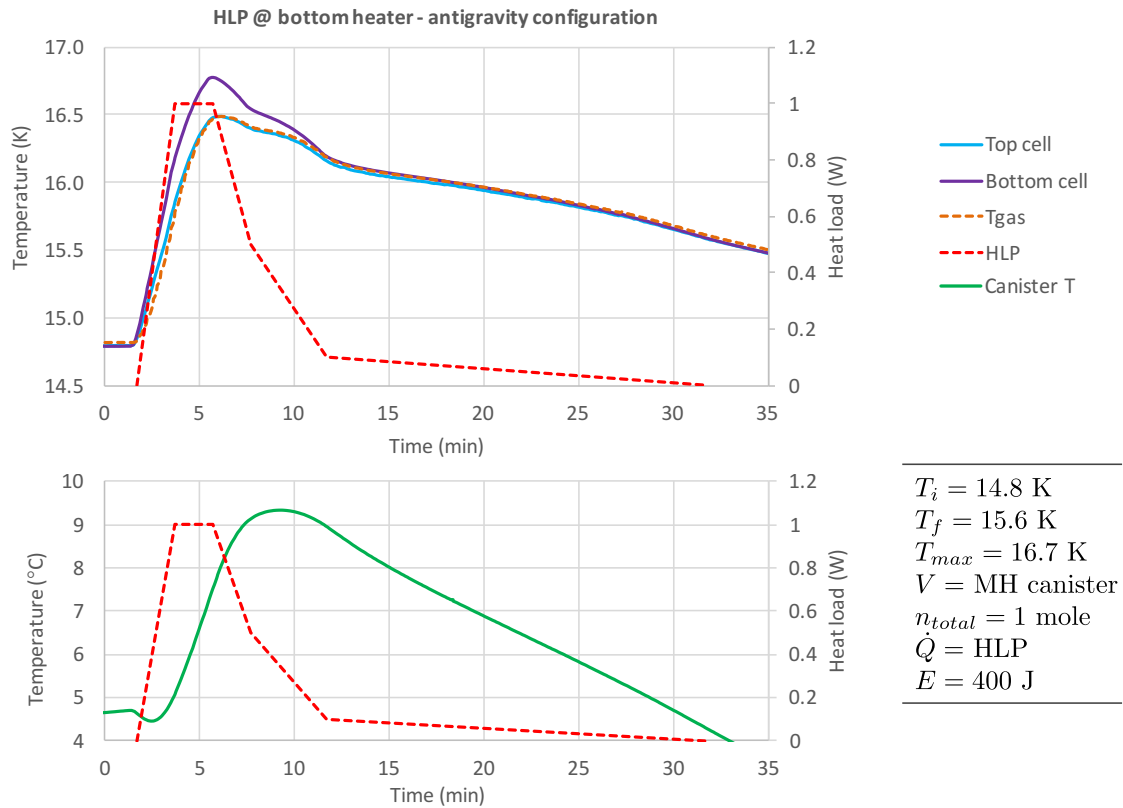 HLP @ bottom heater - antigravity configuration
17.0
16.5
16.0
15.5
15.0
14.5
Temperature (K)
1.2
1
0.8
0.6
0.4
0.2
0
Heat load (W)
0 5 10 15 20 25 30 35
Time (min)
Top cell
Bottom cell
Tgas
HLP
Canister T
10
9
8
7
6
5
4
Temperature (°C)
1.2
1
0.8
0.6
0.4
0.2
0
Heat load (W)
0 5 10 15 20 25 30 35
Time (min)
$T_i$ = 14.8 K
$T_f$ = 15.6 K
$T_{max}$ = 16.7 K
$V$ = MH canister
$n_{total}$ = 1 mole
$\dot{Q}$ = HLP
$E$ = 400 J